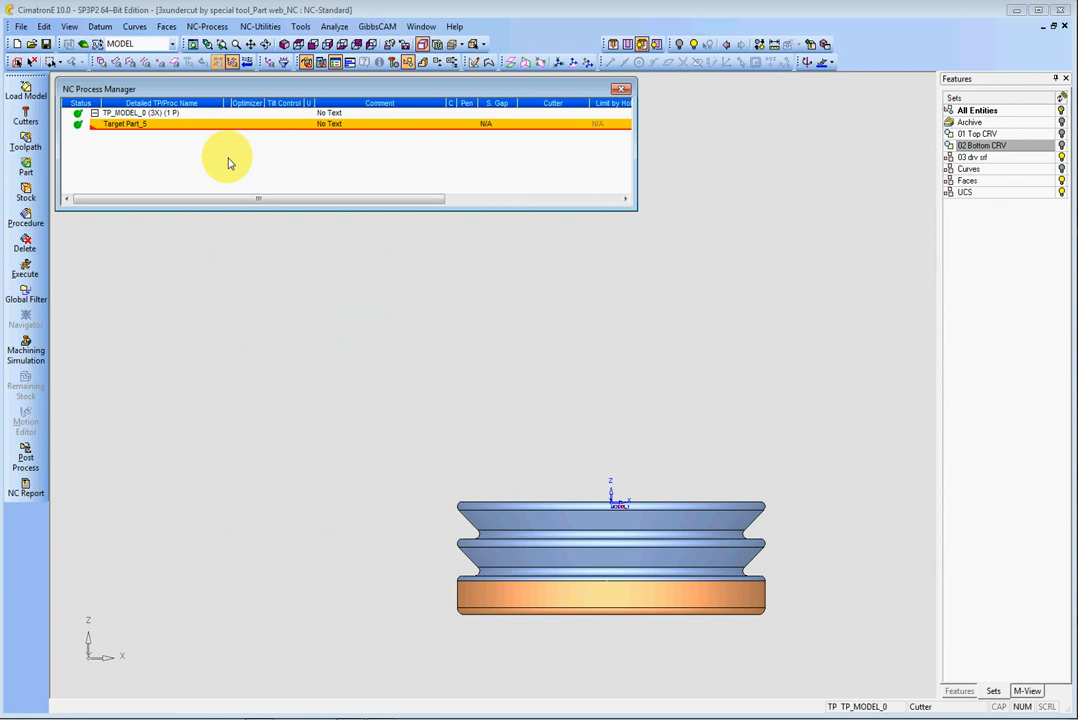 CimatronE 10.0 - SP3P2 64-Bit Edition - [3xundercut by special tool_Part web_NC : NC-Standard]
File Edit View Datum Curves Faces NC-Process NC-Utilities Tools Analyze GibbsCAM Window Help
MODEL
Load Model
Cutters
Toolpath
Part
Stock
Procedure
Delete
Execute
Global Filter
Navigator
Machining
Simulation
Remaining
Stock
Motion
Editor
Post
Process
NC Report
NC Process Manager
Status Detailed TP/Proc Name Optimizer Tilt Control U Comment C Pen S. Gap Cutter Limit by Hol
TP_MODEL_0 (3X) (1 P) No Text
Target Part_5 No Text N/A N/A
Z
X
Z
X
Features
Sets
All Entities
Archive
01 Top CRV
02 Bottom CRV
03 drv srf
Curves
Faces
UCS
Features Sets M-View
TP TP_MODEL_0 Cutter CAP NUM SCRL